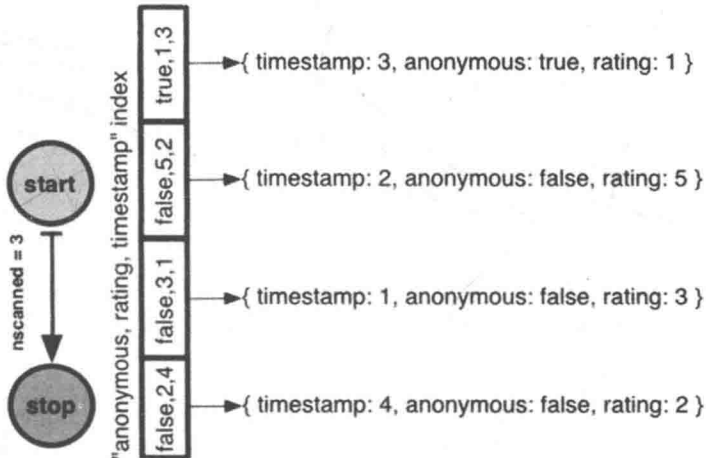 "anonymous, rating, timestamp" index
true,1,3
{ timestamp: 3, anonymous: true, rating: 1 }
start
false,5,2
{ timestamp: 2, anonymous: false, rating: 5 }
nscanned = 3
false,3,1
{ timestamp: 1, anonymous: false, rating: 3 }
stop
false,2,4
{ timestamp: 4, anonymous: false, rating: 2 }